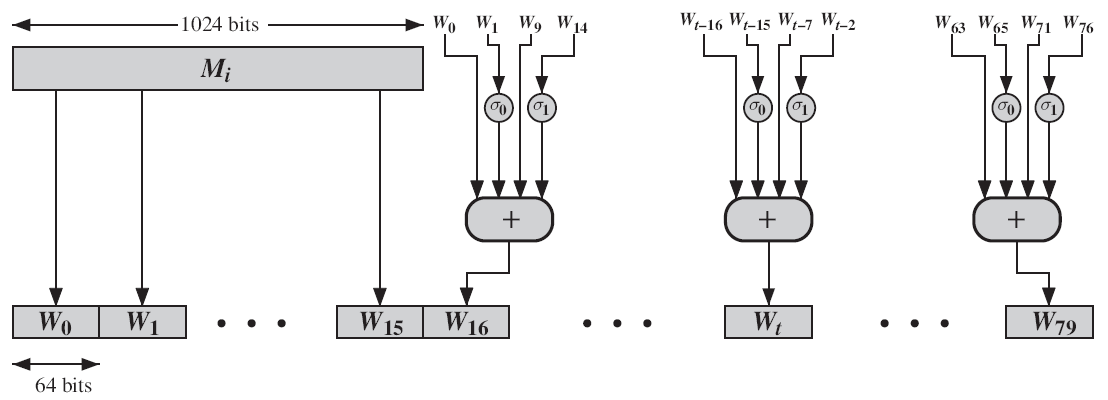 1024 bits W0 W1 W9 W14 Wt–16 Wt–15 Wt–7 Wt–2 W63 W65 W71 W76
Mi
σ0 σ1 σ0 σ1 σ0 σ1
+ + +
W0 W1 • • • W15 W16 • • • Wt • • • W79
64 bits